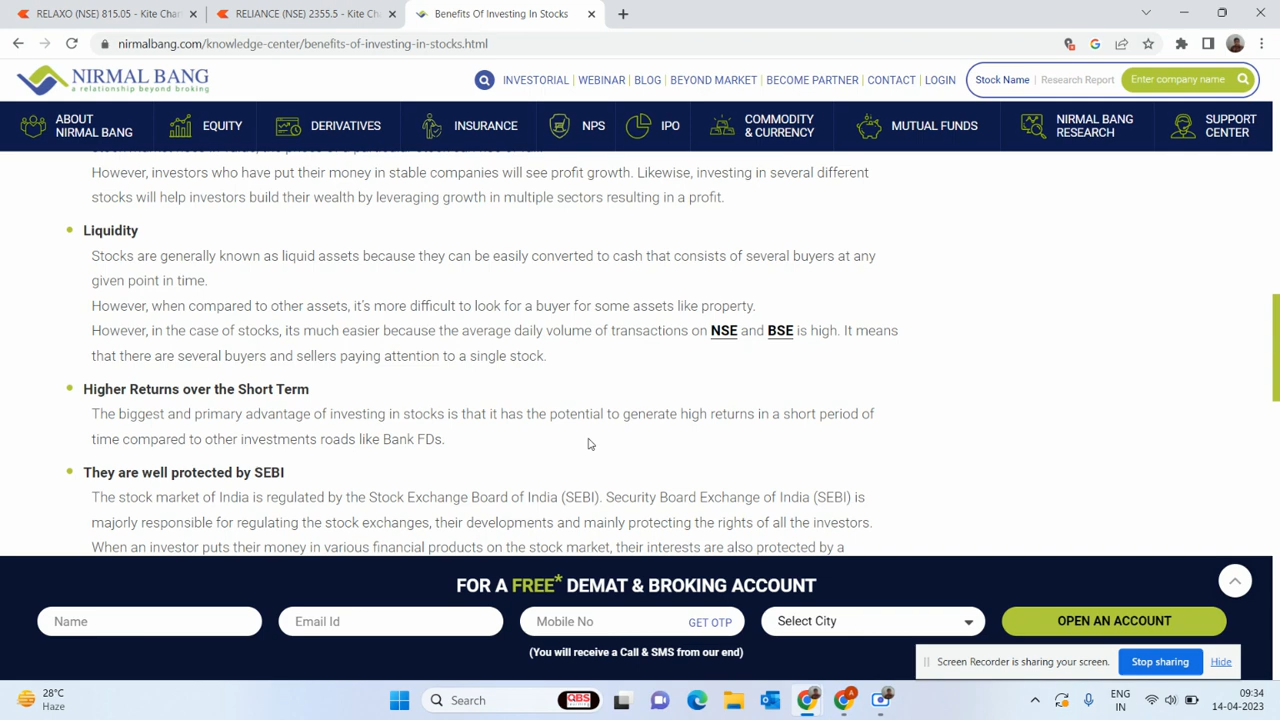 RELAXO (NSE) 815.05 - Kite Char
RELIANCE (NSE) 2355.5 - Kite Ch
Benefits Of Investing In Stocks
nirmalbang.com/knowledge-center/benefits-of-investing-in-stocks.html
NIRMAL BANG
a relationship beyond broking
INVESTORIAL WEBINAR BLOG BEYOND MARKET BECOME PARTNER CONTACT LOGIN
Stock Name Research Report Enter company name
ABOUT NIRMAL BANG
EQUITY
DERIVATIVES
INSURANCE
NPS
IPO
COMMODITY & CURRENCY
MUTUAL FUNDS
NIRMAL BANG RESEARCH
SUPPORT CENTER
However, investors who have put their money in stable companies will see profit growth. Likewise, investing in several different
stocks will help investors build their wealth by leveraging growth in multiple sectors resulting in a profit.
Liquidity
Stocks are generally known as liquid assets because they can be easily converted to cash that consists of several buyers at any
given point in time.
However, when compared to other assets, it's more difficult to look for a buyer for some assets like property.
However, in the case of stocks, its much easier because the average daily volume of transactions on NSE and BSE is high. It means
that there are several buyers and sellers paying attention to a single stock.
Higher Returns over the Short Term
The biggest and primary advantage of investing in stocks is that it has the potential to generate high returns in a short period of
time compared to other investments roads like Bank FDs.
They are well protected by SEBI
The stock market of India is regulated by the Stock Exchange Board of India (SEBI). Security Board Exchange of India (SEBI) is
majorly responsible for regulating the stock exchanges, their developments and mainly protecting the rights of all the investors.
When an investor puts their money in various financial products on the stock market, their interests are also protected by a
FOR A FREE* DEMAT & BROKING ACCOUNT
Name
Email Id
Mobile No GET OTP
Select City
OPEN AN ACCOUNT
(You will receive a Call & SMS from our end)
Screen Recorder is sharing your screen. Stop sharing Hide
28°C
Haze
Search
ENG
IN
09:34
14-04-2023